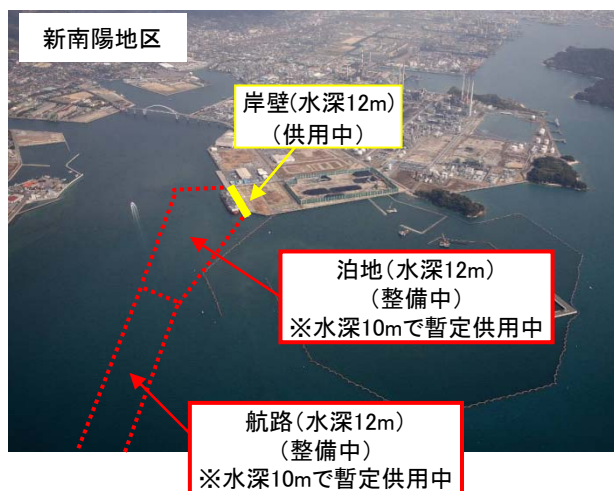 新南陽地区
岸壁(水深12m)
(供用中)
泊地(水深12m)
(整備中)
※水深10mで暫定供用中
航路(水深12m)
(整備中)
※水深10mで暫定供用中